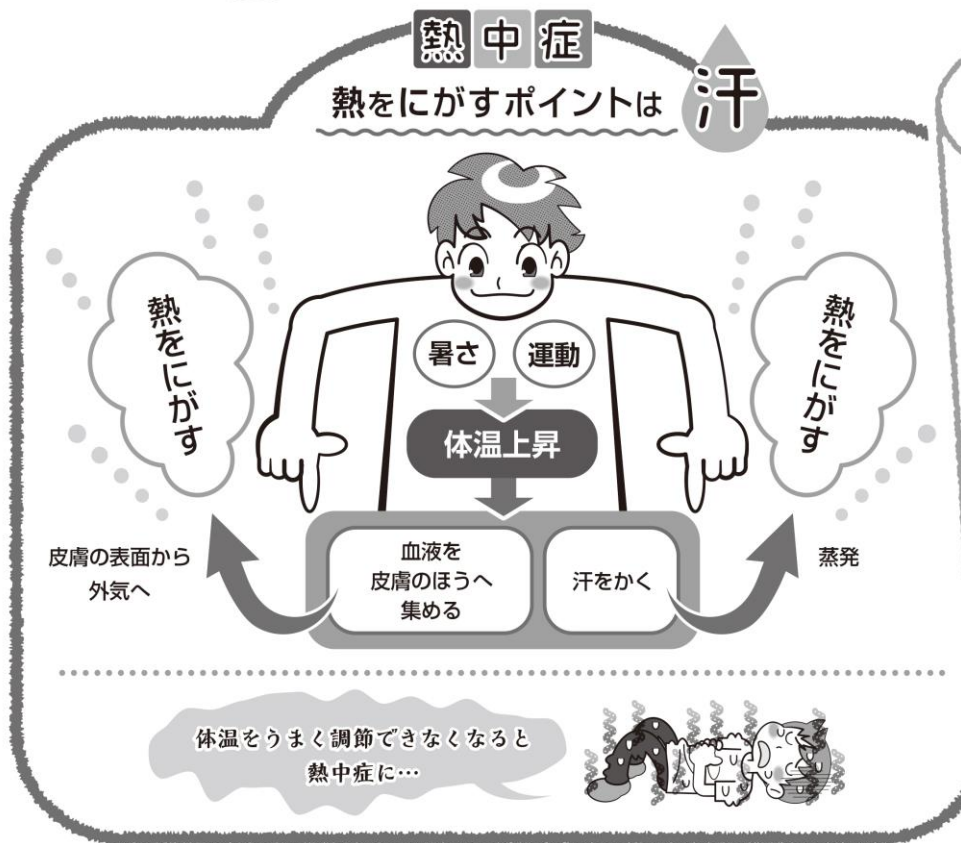 熱中症
熱をにがすポイントは
汗
暑さ
運動
体温上昇
血液を
皮膚のほうへ
集める
汗をかく
皮膚の表面から
外気へ
熱をにがす
蒸発
熱をにがす
体温をうまく調節できなくなると
熱中症に…